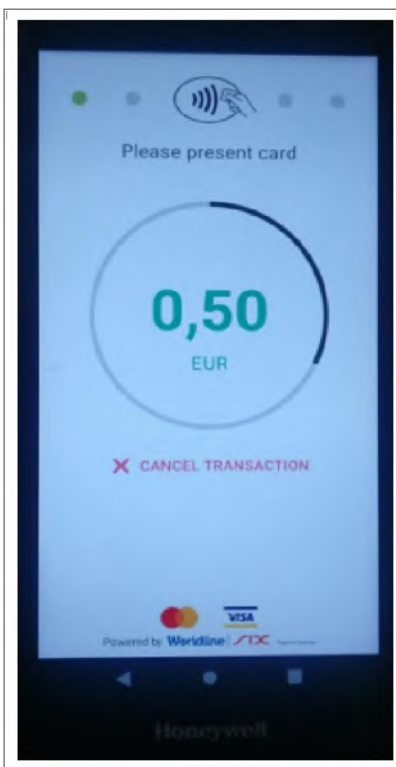 Please present card
0,50
EUR
CANCEL TRANSACTION
VISA
Powered by Worldline SIX
Honeywell